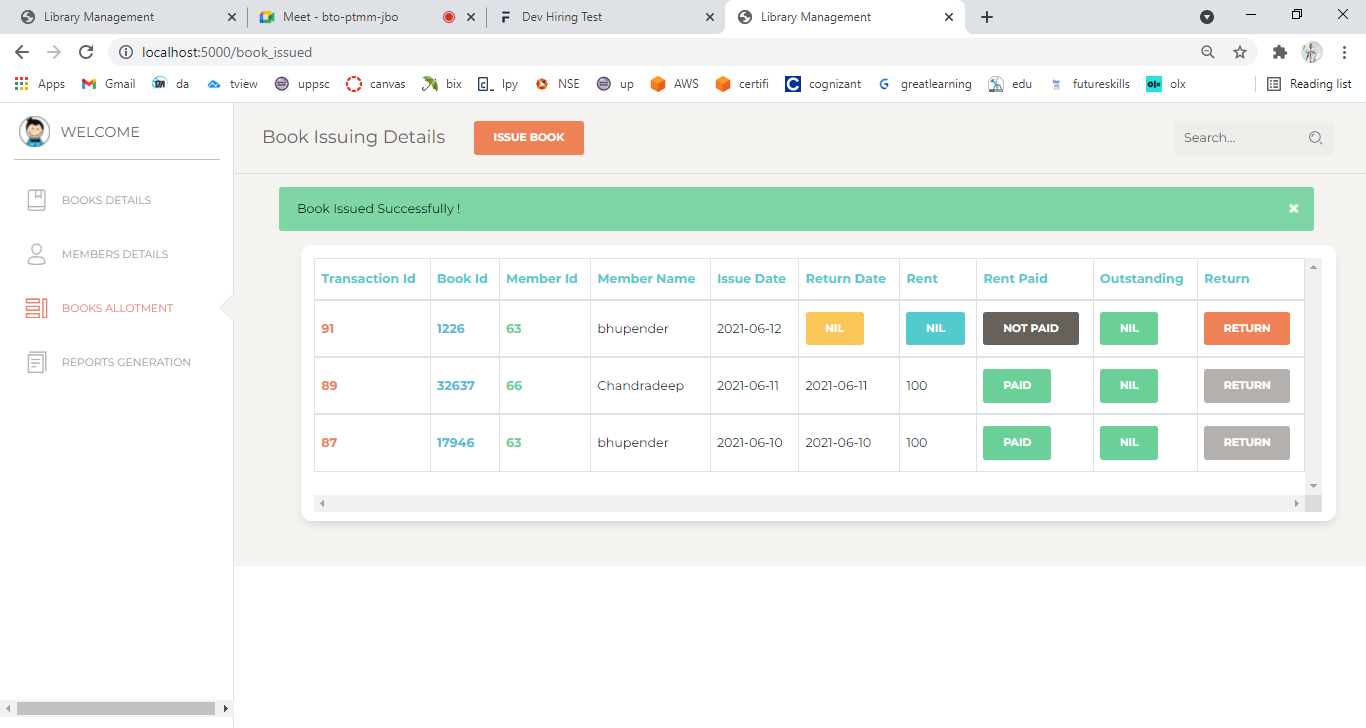 Library Management Meet - bto-ptmm-jbo Dev Hiring Test Library Management
localhost:5000/book_issued
Apps Gmail da tview uppsc canvas bix lpy NSE up AWS certifi cognizant greatlearning edu futureskills olx Reading list
WELCOME
BOOKS DETAILS
MEMBERS DETAILS
BOOKS ALLOTMENT
REPORTS GENERATION
Book Issuing Details ISSUE BOOK Search...
Book Issued Successfully !
Transaction Id Book Id Member Id Member Name Issue Date Return Date Rent Rent Paid Outstanding Return
91 1226 63 bhupender 2021-06-12 NIL NIL NOT PAID NIL RETURN
89 32637 66 Chandradeep 2021-06-11 2021-06-11 100 PAID NIL RETURN
87 17946 63 bhupender 2021-06-10 2021-06-10 100 PAID NIL RETURN